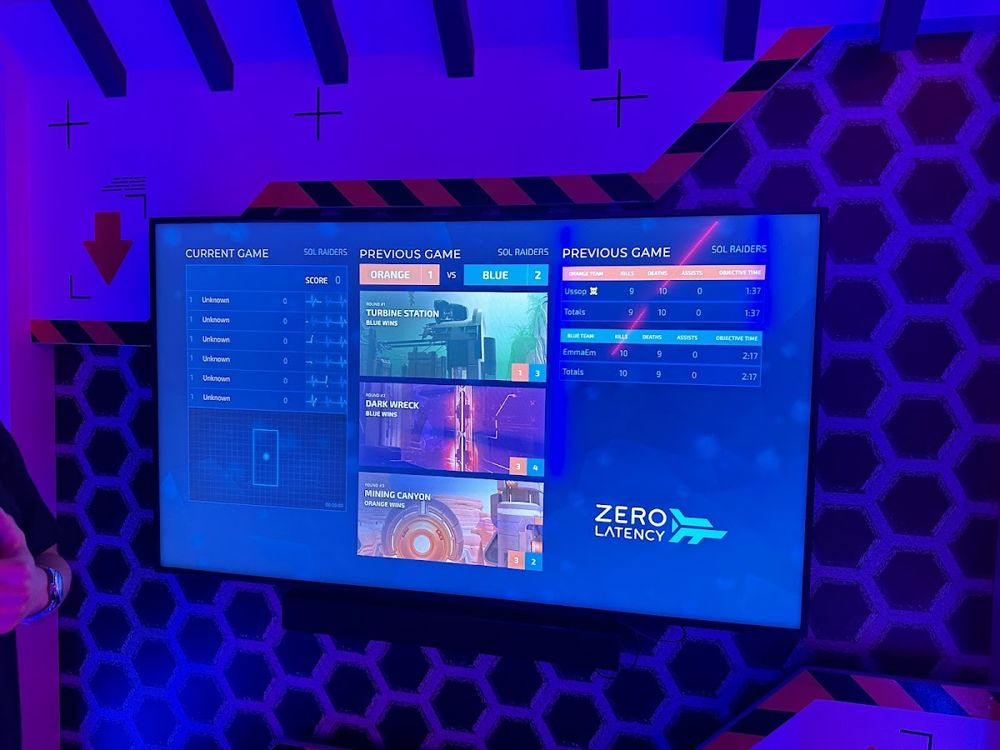 CURRENT GAME
SOL RAIDERS
SCORE 0
1 Unknown 0
1 Unknown 0
1 Unknown 0
1 Unknown 0
1 Unknown 0
1 Unknown 0
00:00:00
PREVIOUS GAME
SOL RAIDERS
ORANGE 1 VS BLUE 2
ROUND #1
TURBINE STATION
BLUE WINS
1 3
ROUND #2
DARK WRECK
BLUE WINS
3 4
ROUND #3
MINING CANYON
ORANGE WINS
3 2
PREVIOUS GAME
SOL RAIDERS
ORANGE TEAM KILLS DEATHS ASSISTS OBJECTIVE TIME
Ussop 9 10 0 1:37
Totals 9 10 0 1:37
BLUE TEAM KILLS DEATHS ASSISTS OBJECTIVE TIME
EmmaEm 10 9 0 2:17
Totals 10 9 0 2:17
ZERO
LATENCY